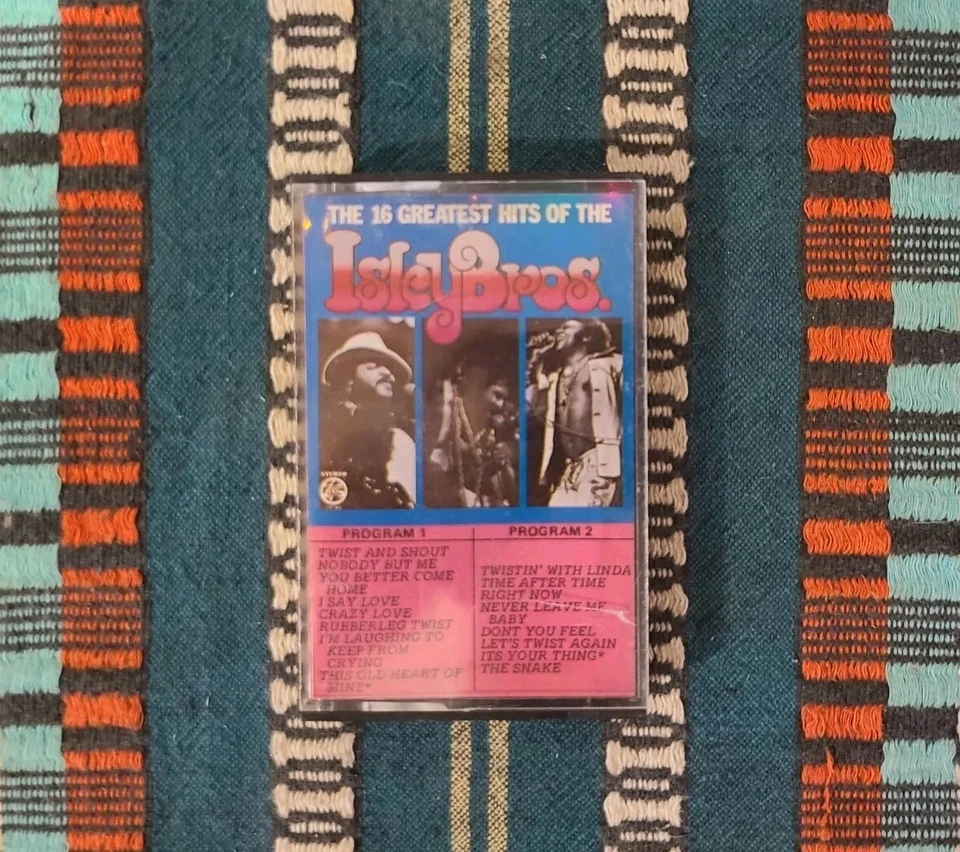 THE 16 GREATEST HITS OF THE
Isley Bros.
STEREO
PROGRAM 1
TWIST AND SHOUT
NOBODY BUT ME
YOU BETTER COME
HOME
I SAY LOVE
CRAZY LOVE
RUBBERLEG TWIST
I'M LAUGHING TO
KEEP FROM
CRYING
THIS OLD HEART OF
MINE*
PROGRAM 2
TWISTIN' WITH LINDA
TIME AFTER TIME
RIGHT NOW
NEVER LEAVE ME
BABY
DONT YOU FEEL
LET'S TWIST AGAIN
ITS YOUR THING*
THE SNAKE